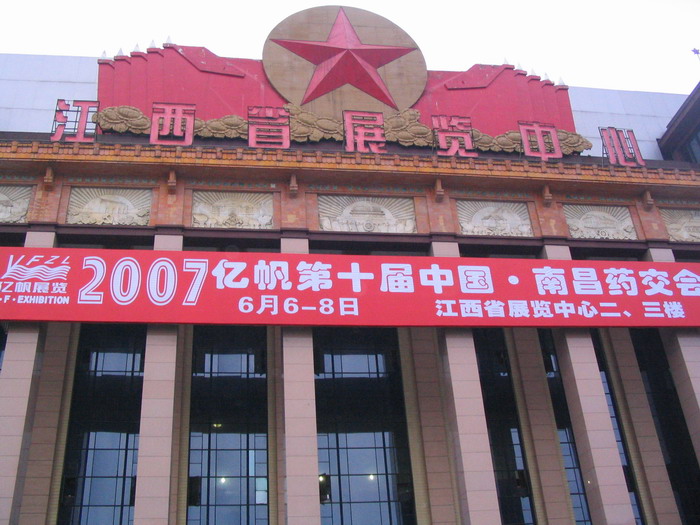 江西省展览中心
YFZL
亿帆展览
Y·F·EXHIBITION
2007亿帆第十届中国·南昌药交会
6月6-8日
江西省展览中心二、三楼